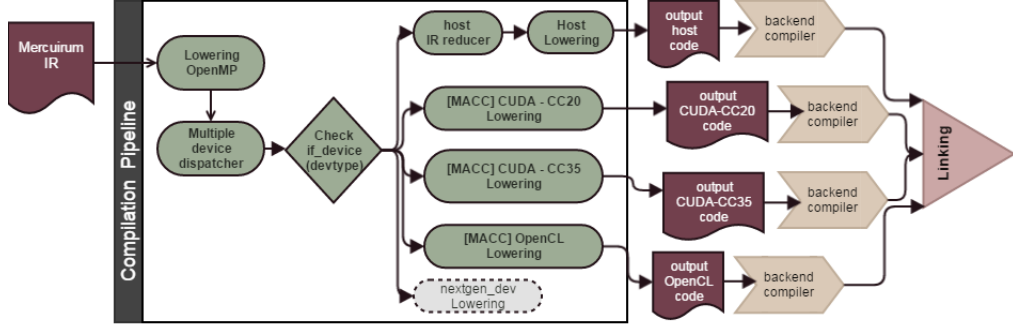 Mercuirum
IR
Compilation Pipeline
Lowering
OpenMP
Multiple
device
dispatcher
Check
if_device
(devtype)
host
IR reducer
Host
Lowering
[MACC] CUDA - CC20
Lowering
[MACC] CUDA - CC35
Lowering
[MACC] OpenCL
Lowering
nextgen_dev
Lowering
output
host
code
backend
compiler
output
CUDA-CC20
code
backend
compiler
output
CUDA-CC35
code
backend
compiler
output
OpenCL
code
backend
compiler
Linking